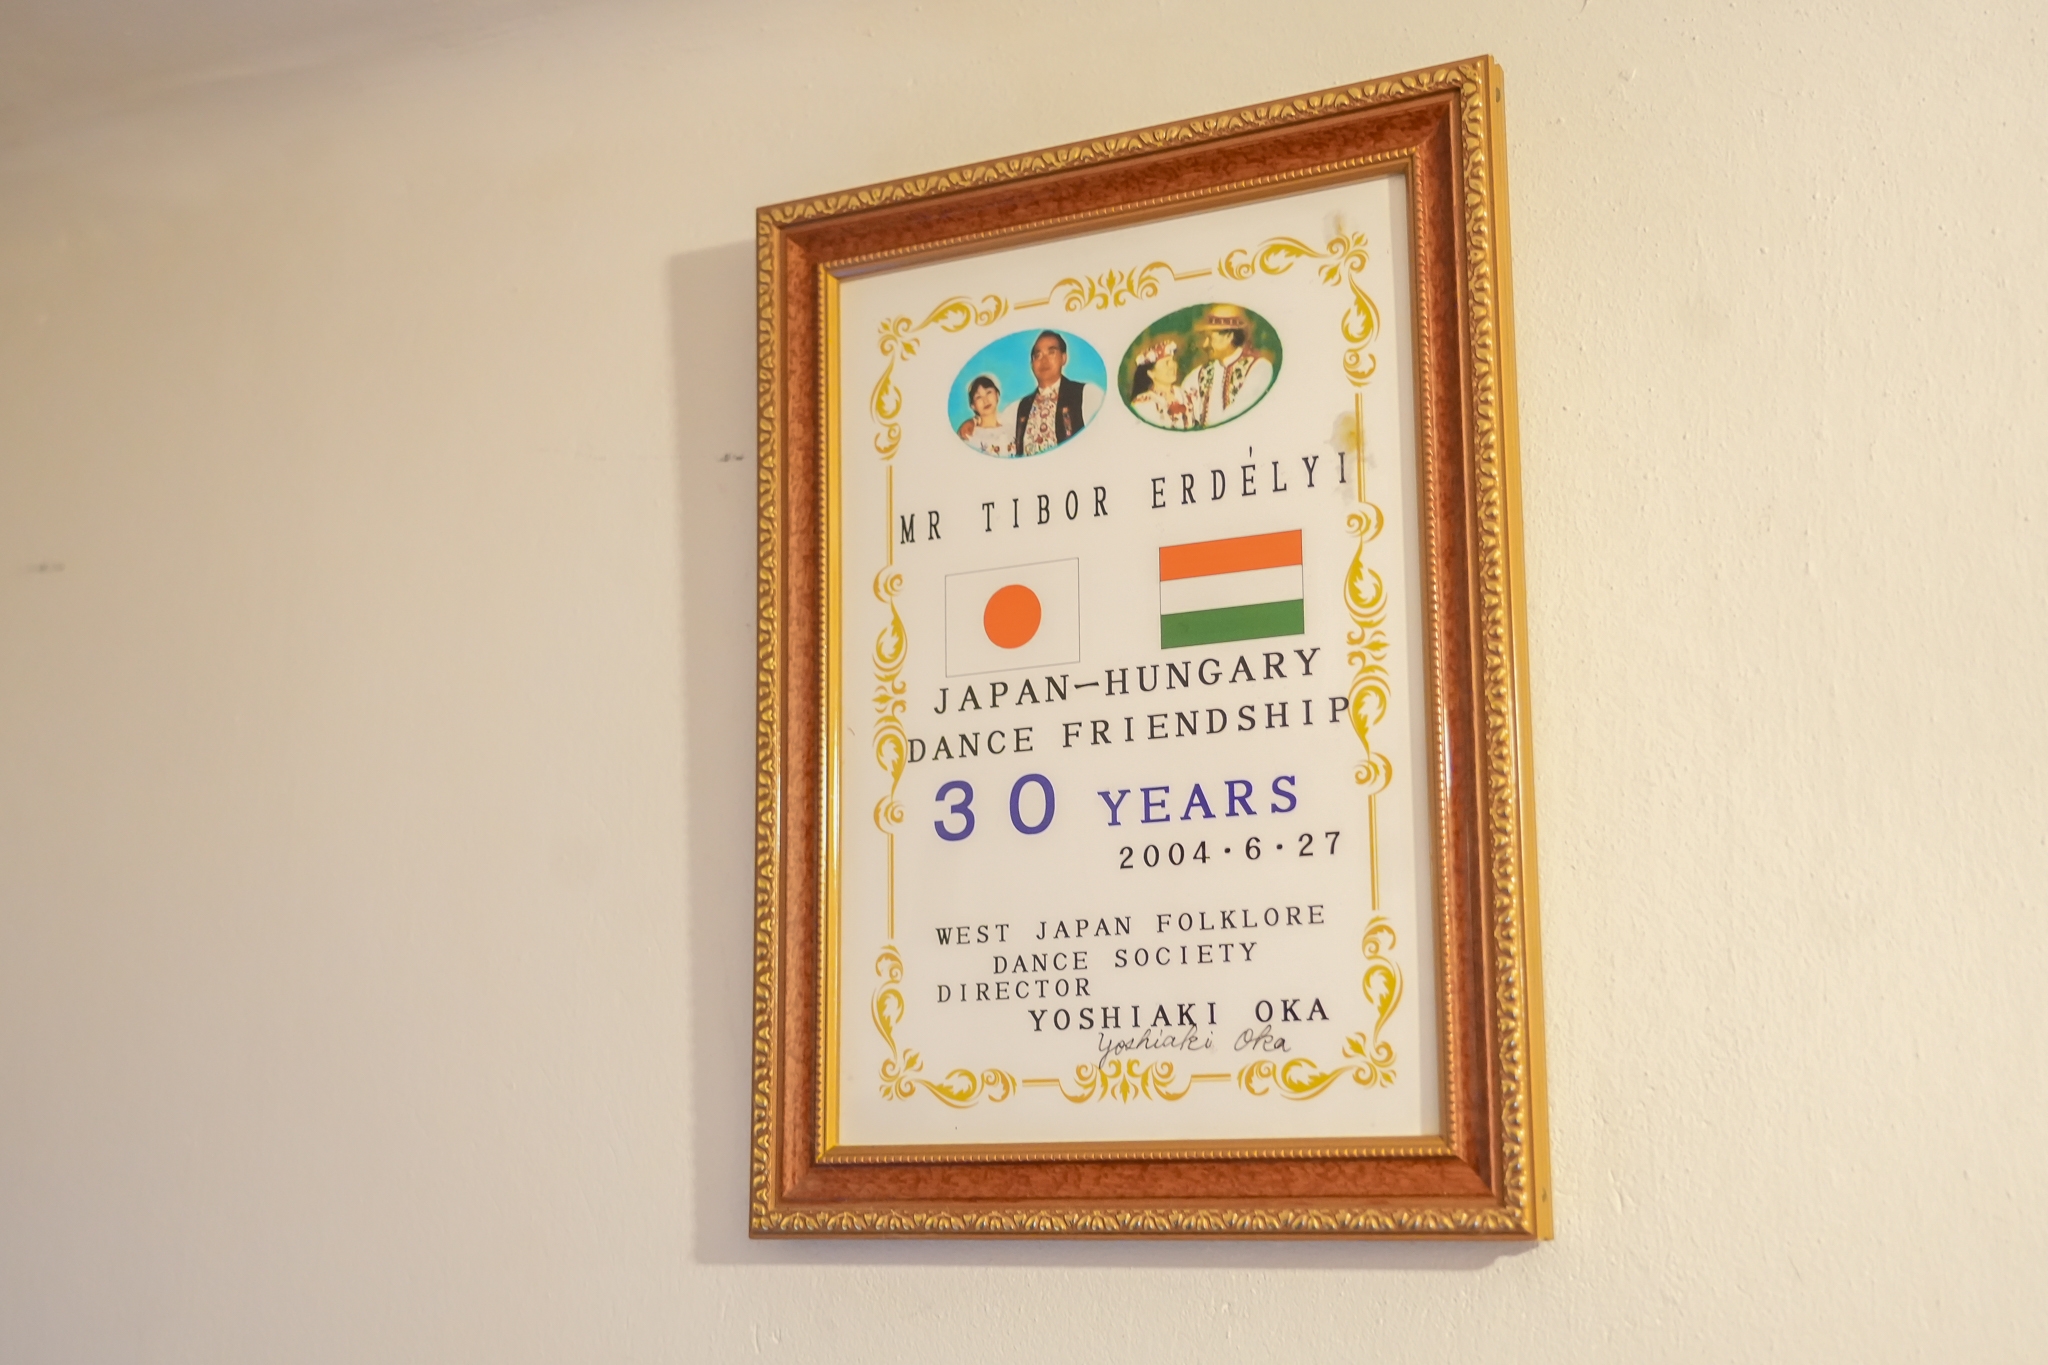 MR TIBOR ERDÉLYI
JAPAN—HUNGARY
DANCE FRIENDSHIP
30 YEARS
2004・6・27
WEST JAPAN FOLKLORE
DANCE SOCIETY
DIRECTOR
YOSHIAKI OKA
Yoshiaki Oka